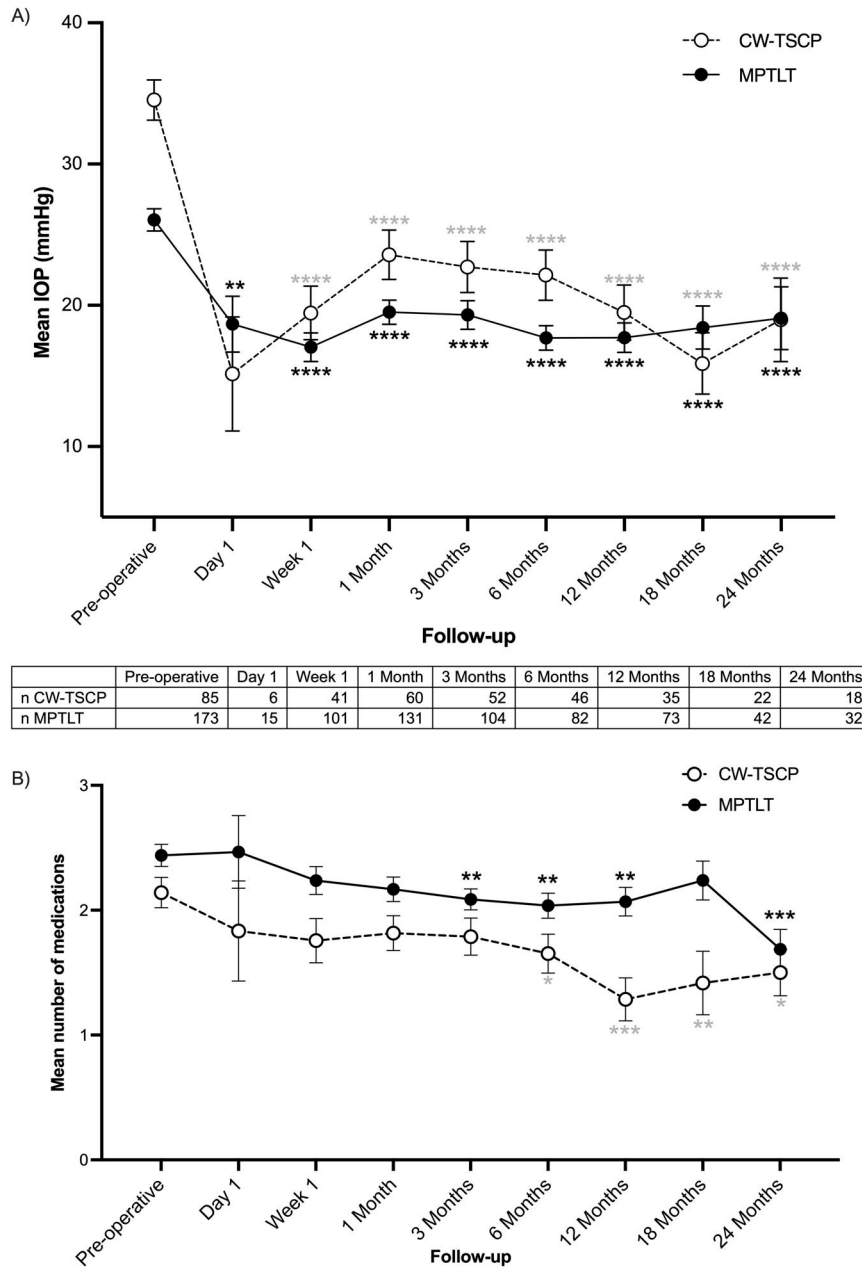 A)
CW-TSCP
MPTLT
Mean IOP (mmHg)
40
30
20
10
**
****
****
****
****
****
****
****
****
****
****
****
****
****
****
Pre-operative
Day 1
Week 1
1 Month
3 Months
6 Months
12 Months
18 Months
24 Months
Follow-up
Pre-operative Day 1 Week 1 1 Month 3 Months 6 Months 12 Months 18 Months 24 Months
n CW-TSCP 85 6 41 60 52 46 35 22 18
n MPTLT 173 15 101 131 104 82 73 42 32
B)
CW-TSCP
MPTLT
Mean number of medications
3
2
1
0
**
**
**
***
*
***
**
*
Pre-operative
Day 1
Week 1
1 Month
3 Months
6 Months
12 Months
18 Months
24 Months
Follow-up